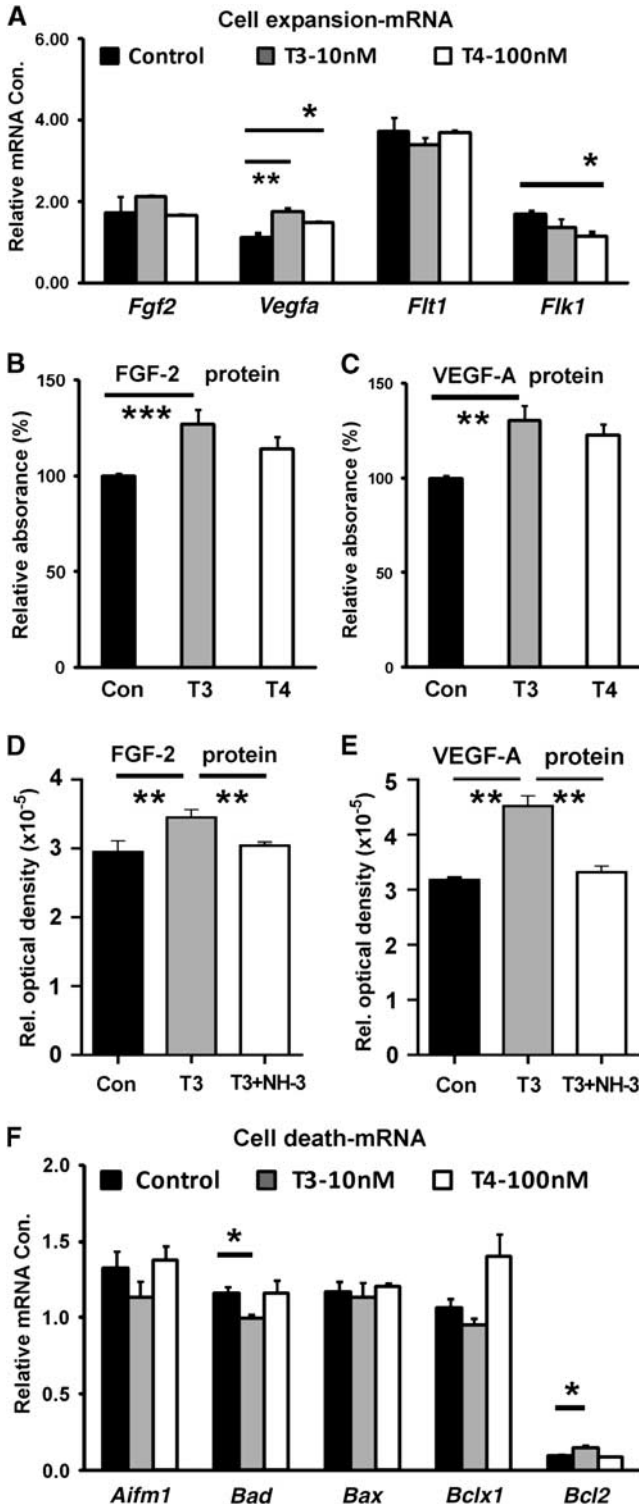 A
Cell expansion-mRNA
Relative mRNA Con.
6.00
4.00
2.00
0.00
Control T3-10nM T4-100nM
*
**
*
Fgf2 Vegfa Flt1 Flk1
B
FGF-2 protein
***
Relative absorance (%)
150
100
50
0
Con T3 T4
C
VEGF-A protein
**
Relative absorance (%)
150
100
50
0
Con T3 T4
D
FGF-2 protein
** **
Rel. optical density (x10-5)
4
3
2
1
0
Con T3 T3+NH-3
E
VEGF-A protein
** **
Rel. optical density (x10-5)
5
4
3
2
1
0
Con T3 T3+NH-3
F
Cell death-mRNA
Relative mRNA Con.
2.0
1.5
1.0
0.5
0.0
Control T3-10nM T4-100nM
*
*
Aifm1 Bad Bax Bclx1 Bcl2